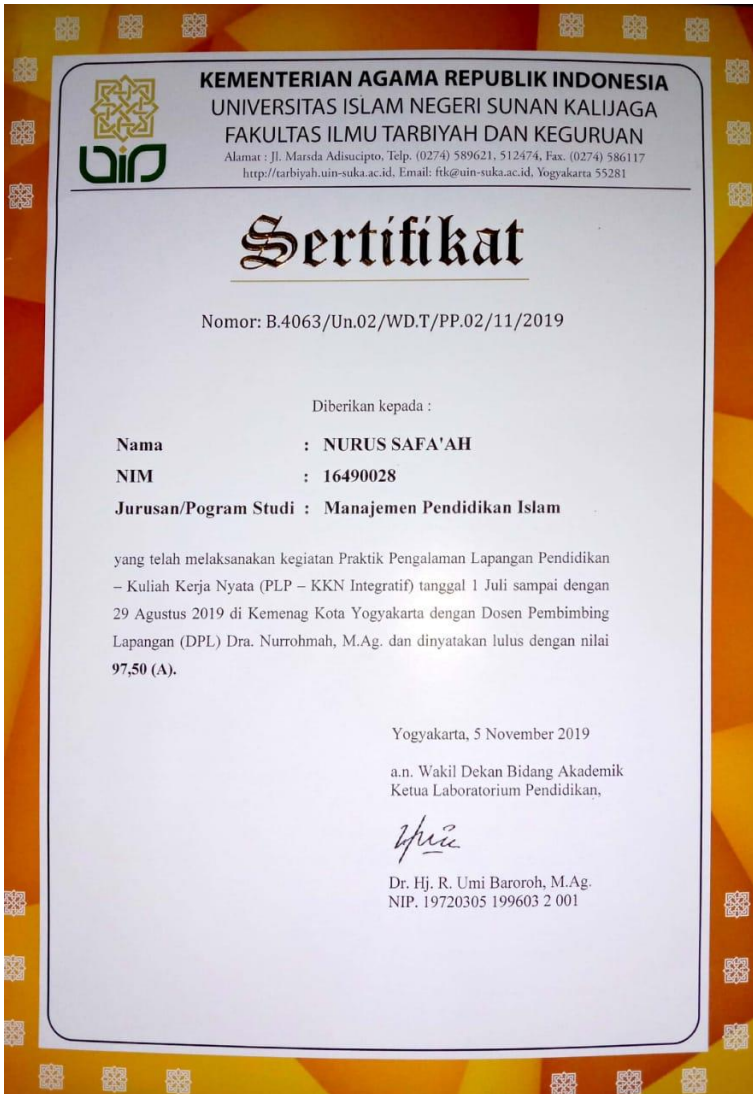 KEMENTERIAN AGAMA REPUBLIK INDONESIA
UNIVERSITAS ISLAM NEGERI SUNAN KALIJAGA
FAKULTAS ILMU TARBIYAH DAN KEGURUAN
Alamat : Jl. Marsda Adisucipto, Telp. (0274) 589621, 512474, Fax. (0274) 586117
http://tarbiyah.uin-suka.ac.id, Email: ftk@uin-suka.ac.id, Yogyakarta 55281
uin
Sertifikat
Nomor: B.4063/Un.02/WD.T/PP.02/11/2019
Diberikan kepada :
Nama : NURUS SAFA'AH
NIM : 16490028
Jurusan/Pogram Studi : Manajemen Pendidikan Islam
yang telah melaksanakan kegiatan Praktik Pengalaman Lapangan Pendidikan
– Kuliah Kerja Nyata (PLP – KKN Integratif) tanggal 1 Juli sampai dengan
29 Agustus 2019 di Kemenag Kota Yogyakarta dengan Dosen Pembimbing
Lapangan (DPL) Dra. Nurrohmah, M.Ag. dan dinyatakan lulus dengan nilai
97,50 (A).
Yogyakarta, 5 November 2019
a.n. Wakil Dekan Bidang Akademik
Ketua Laboratorium Pendidikan,
Dr. Hj. R. Umi Baroroh, M.Ag.
NIP. 19720305 199603 2 001